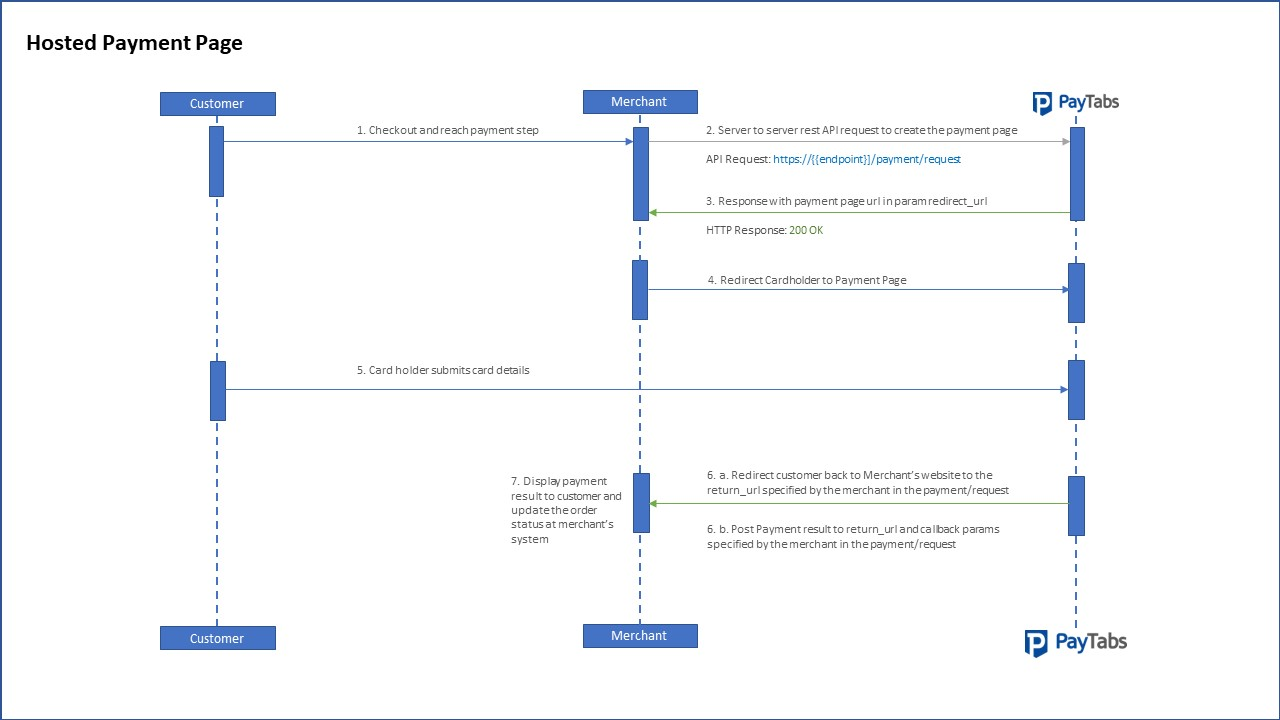 Hosted Payment Page
Customer
Merchant
PayTabs
1. Checkout and reach payment step
2. Server to server rest API request to create the payment page
API Request: https://{{endpoint}}/payment/request
3. Response with payment page url in param redirect_url
HTTP Response: 200 OK
4. Redirect Cardholder to Payment Page
5. Card holder submits card details
6. a. Redirect customer back to Merchant's website to the
return_url specified by the merchant in the payment/request
7. Display payment
result to customer and
update the order
status at merchant's
system
6. b. Post Payment result to return_url and callback params
specified by the merchant in the payment/request
Customer
Merchant
PayTabs